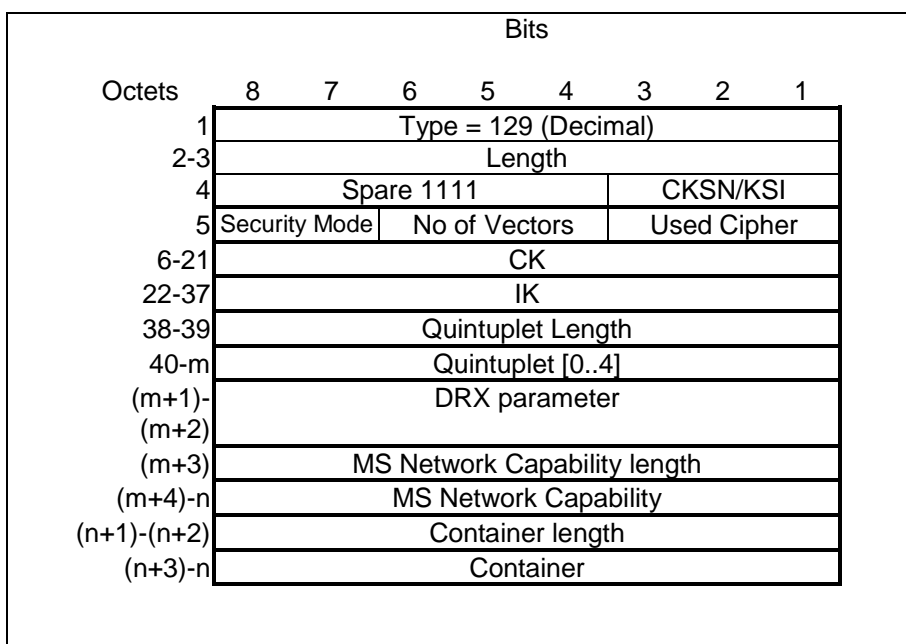 Bits
Octets 8 7 6 5 4 3 2 1
1 Type = 129 (Decimal)
2-3 Length
4 Spare 1111 CKSN/KSI
5 Security Mode No of Vectors Used Cipher
6-21 CK
22-37 IK
38-39 Quintuplet Length
40-m Quintuplet [0..4]
(m+1)- DRX parameter
(m+2)
(m+3) MS Network Capability length
(m+4)-n MS Network Capability
(n+1)-(n+2) Container length
(n+3)-n Container